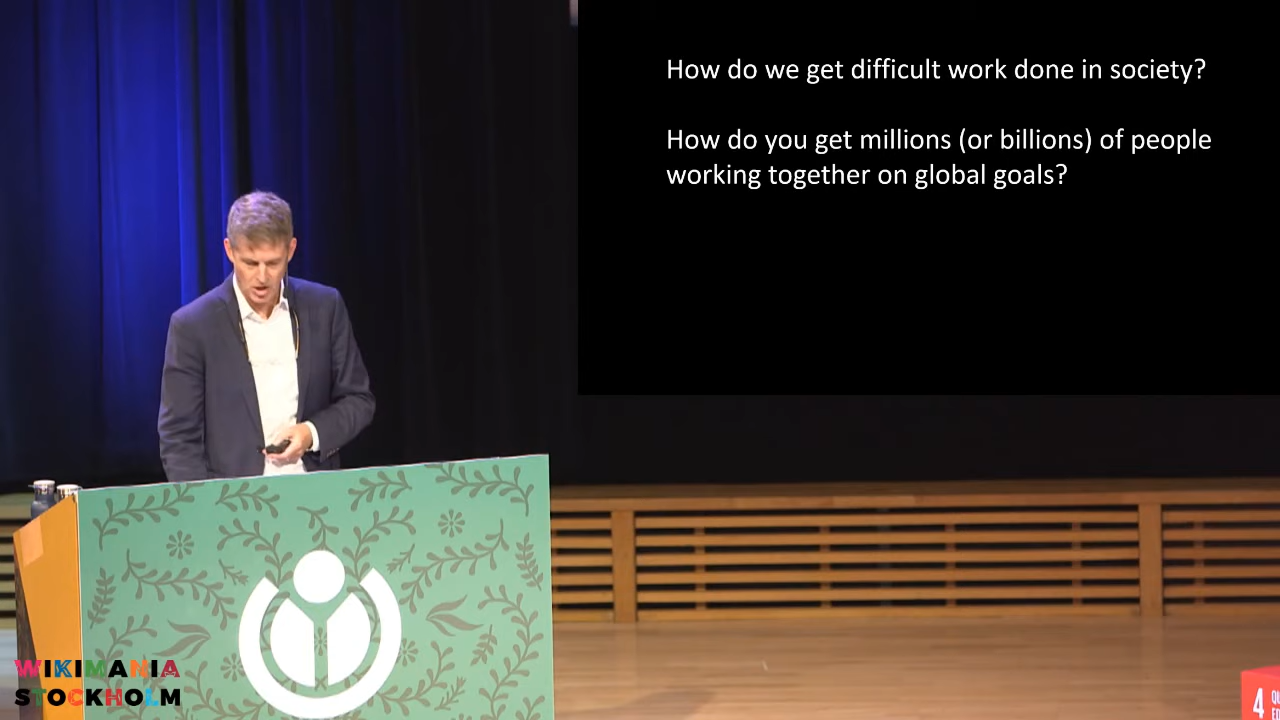 How do we get difficult work done in society?
How do you get millions (or billions) of people
working together on global goals?
WIKIMANIA
STOCKHOLM
4